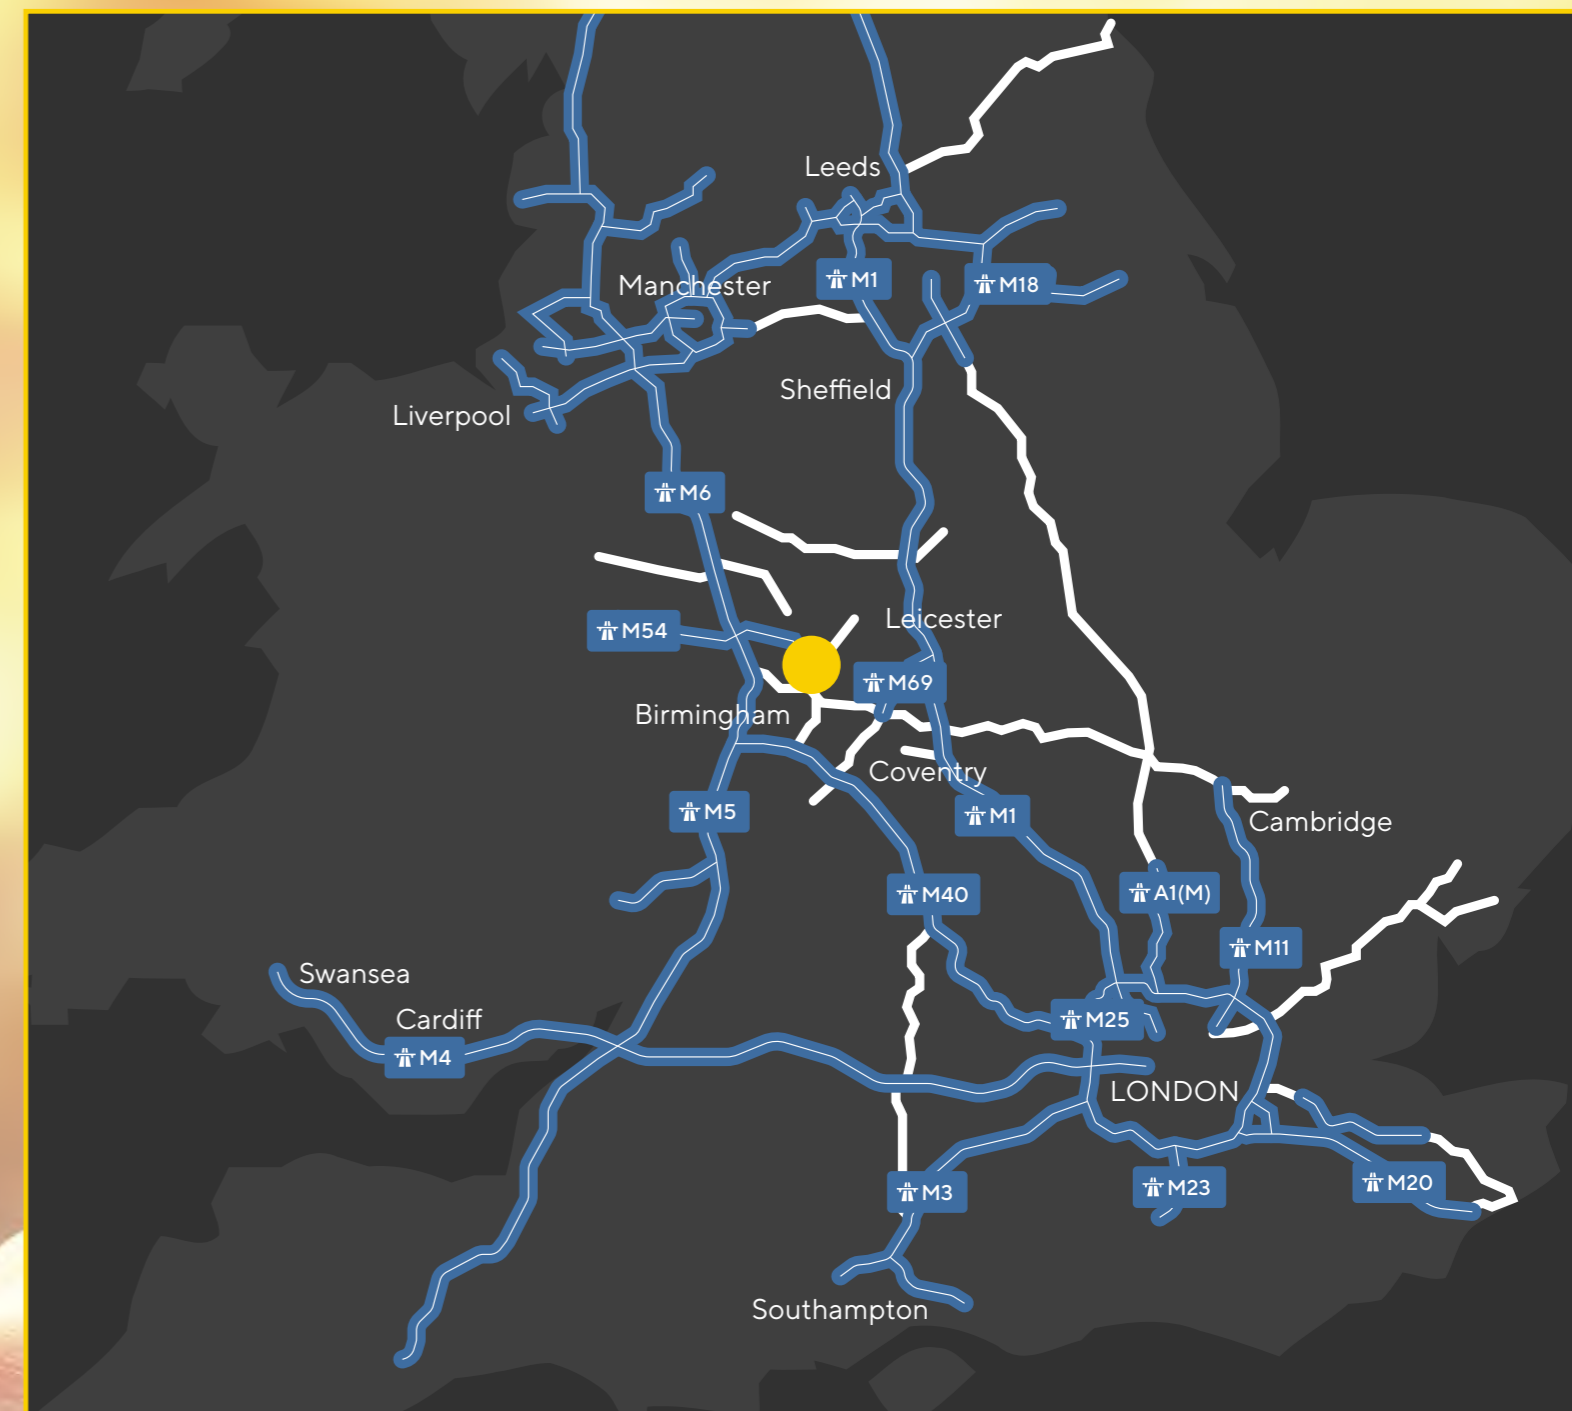 Leeds
M1
M18
Manchester
Sheffield
Liverpool
M6
Leicester
M54
M69
Birmingham
Coventry
M5
M1
Cambridge
M40
A1(M)
M11
Swansea
Cardiff
M25
M4
LONDON
M3
M23
M20
Southampton